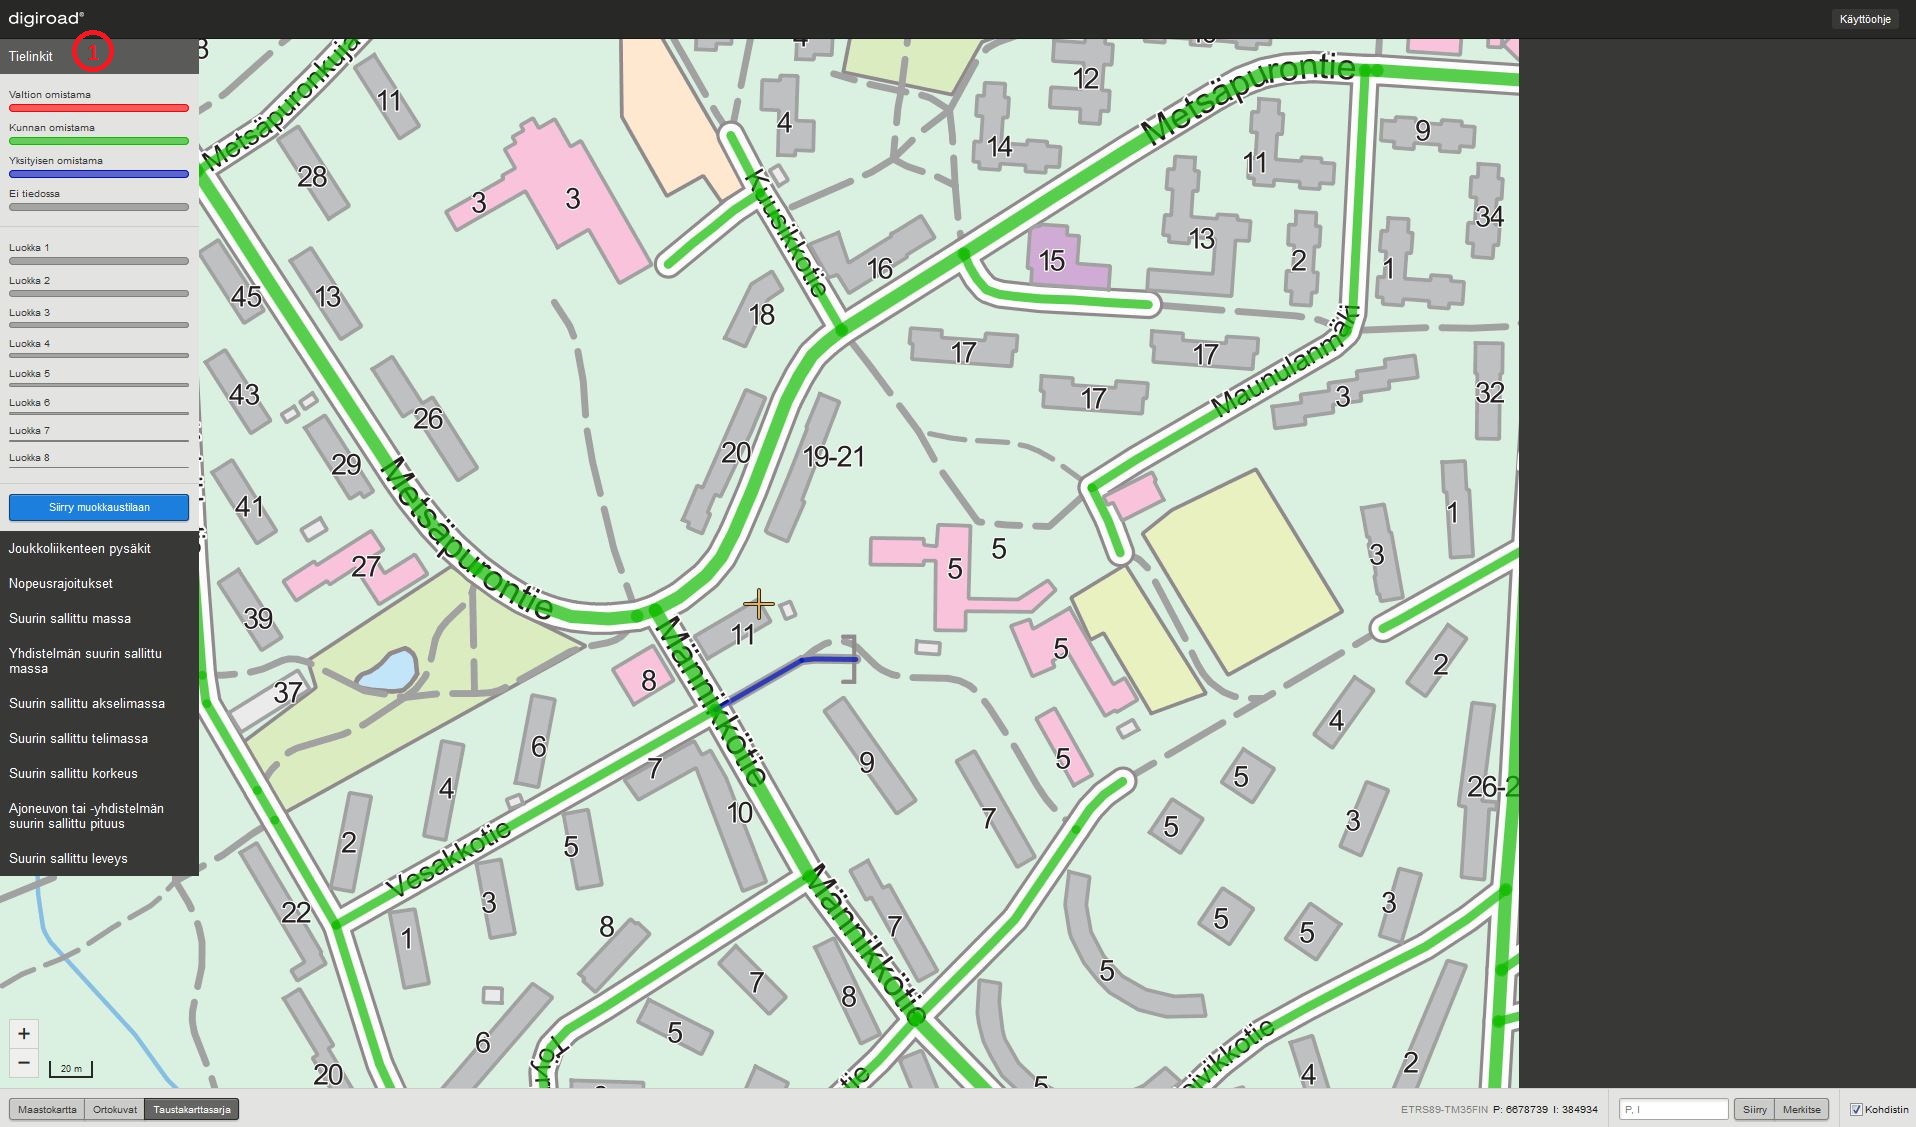 digiroad®
Käyttöohje
Tielinkit
1
Valtion omistama
Kunnan omistama
Yksityisen omistama
Ei tiedossa
Luokka 1
Luokka 2
Luokka 3
Luokka 4
Luokka 5
Luokka 6
Luokka 7
Luokka 8
Siirry muokkaustilaan
Joukkoliikenteen pysäkit
Nopeusrajoitukset
Suurin sallittu massa
Yhdistelmän suurin sallittu
massa
Suurin sallittu akselimassa
Suurin sallittu telimassa
Suurin sallittu korkeus
Ajoneuvon tai -yhdistelmän
suurin sallittu pituus
Suurin sallittu leveys
Metsäpuronkuja
Metsäpurontie
Kuusikkotie
Maunulanmäki
Metsäpurontie
Männikkötie
Vesakkotie
Männikkötie
11
4
12
9
28
3
3
14
11
34
45
13
18
16
15
13
2
1
43
26
17
17
17
3
32
29
20
19-21
41
27
5
5
3
1
39
11
5
2
37
8
6
9
5
4
4
7
10
7
5
26-2
2
5
5
3
22
1
3
8
7
5
5
3
7
8
5
6
5
20
4
2
+
−
20 m
Maastokartta
Ortokuvat
Taustakarttasarja
ETRS89-TM35FIN P: 6678739 I: 384934
P, I
Siirry
Merkitse
Kohdistin